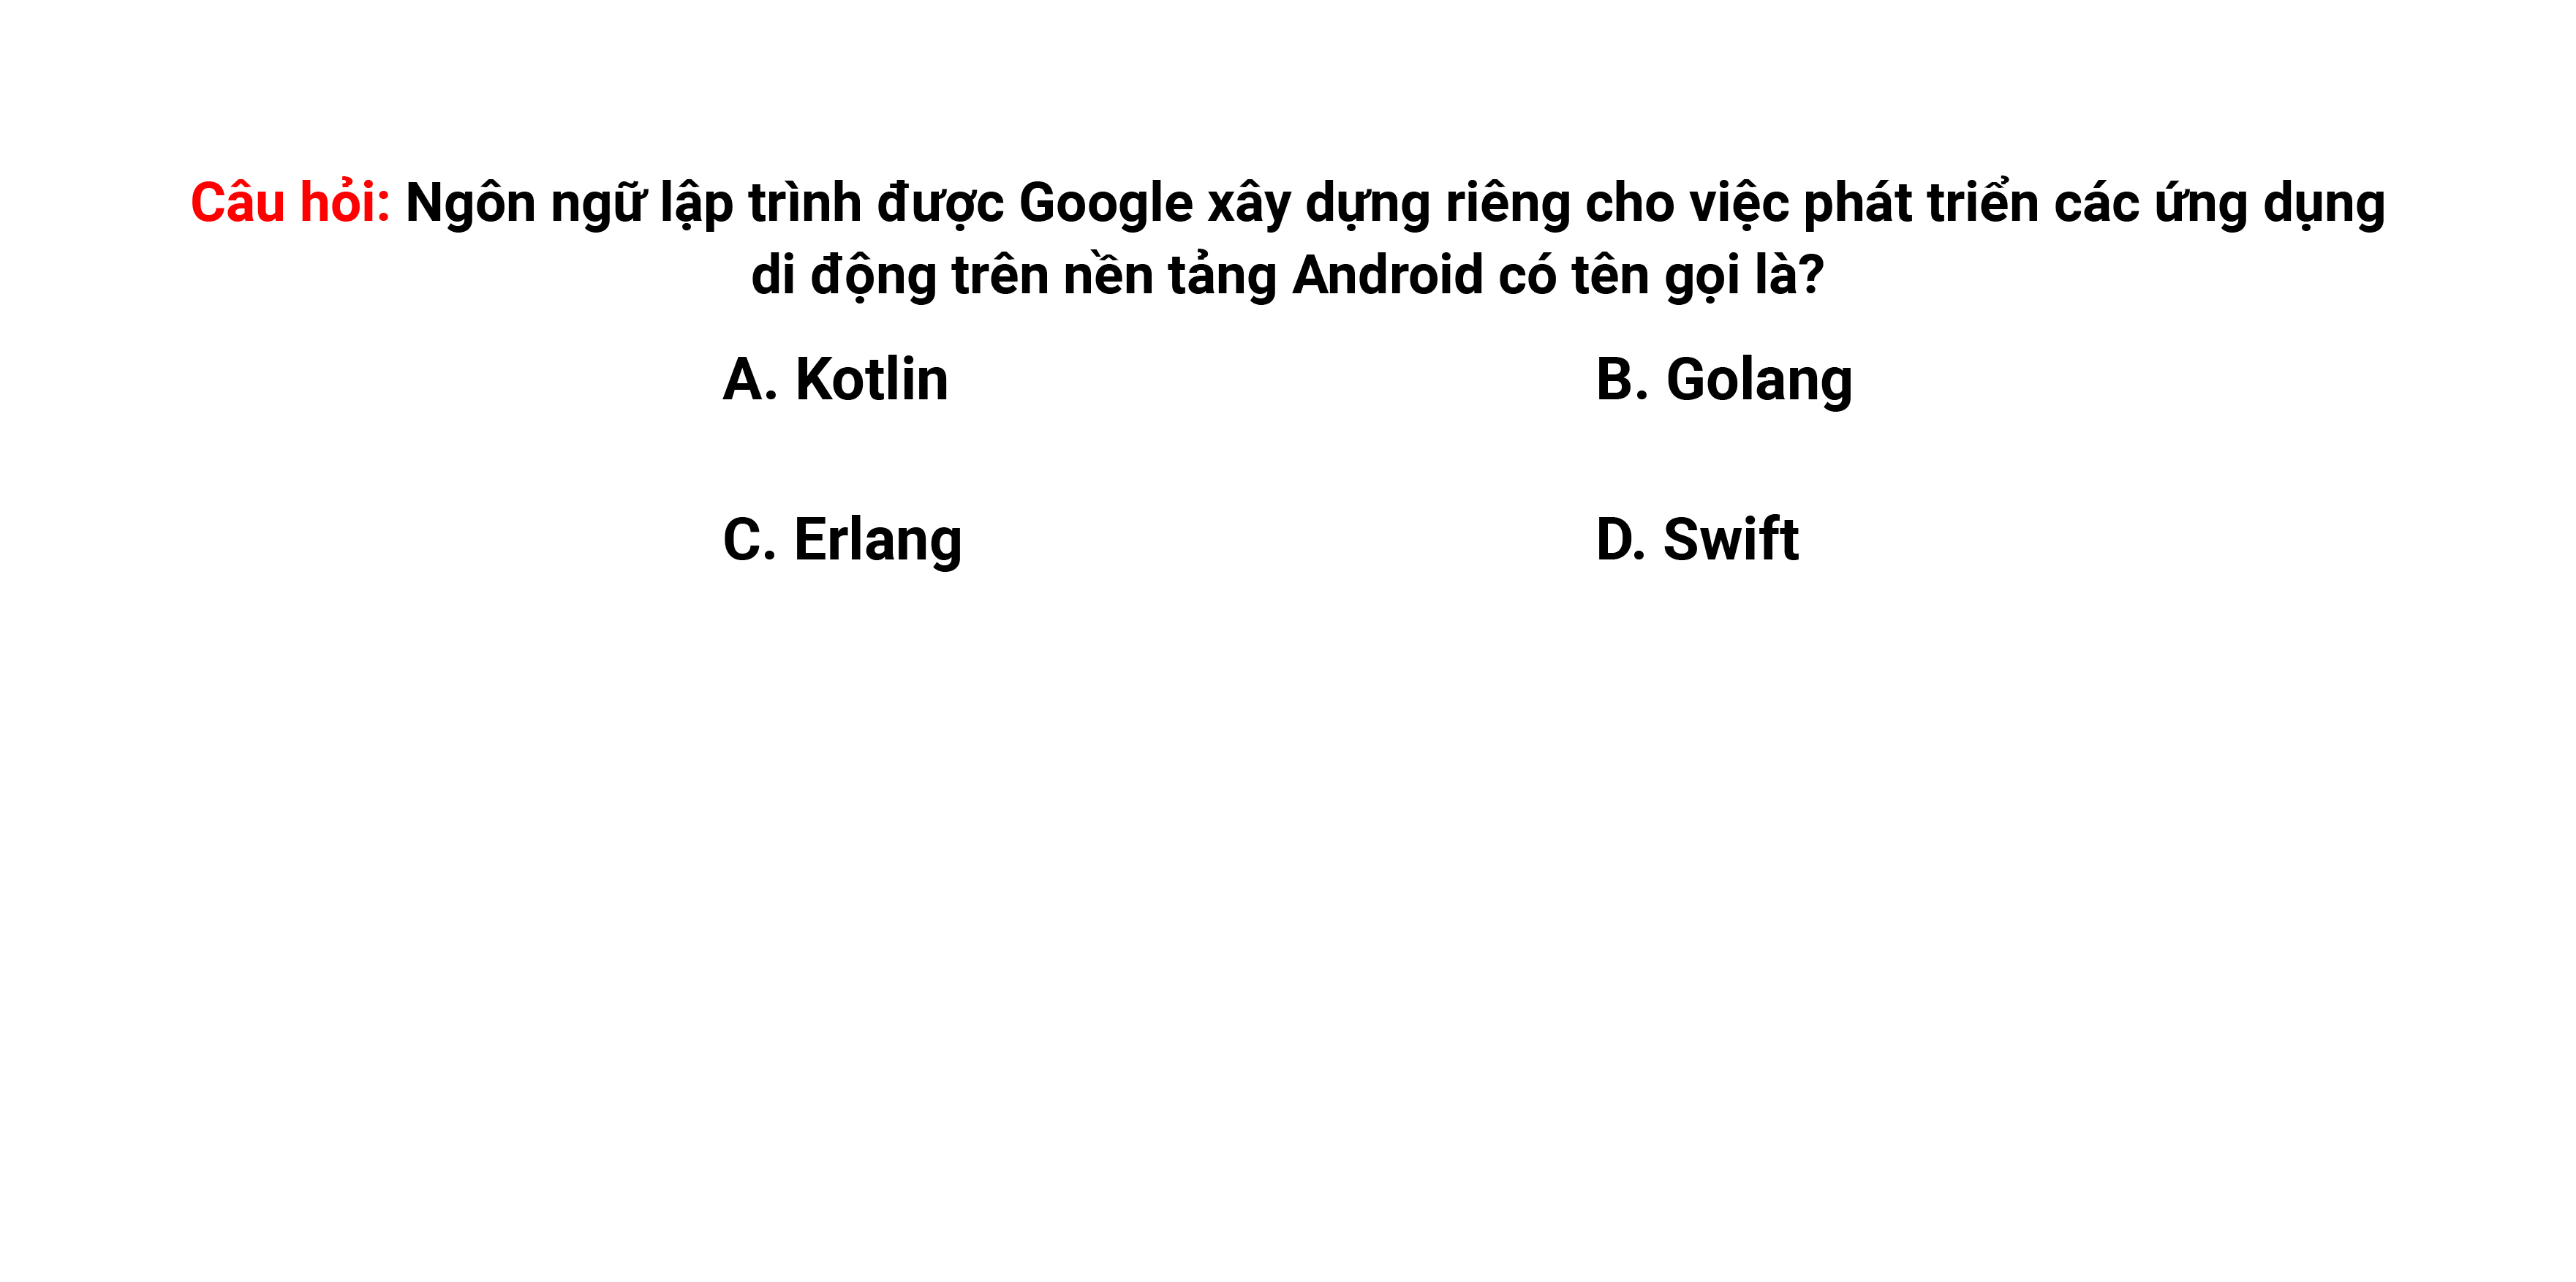 Câu hỏi: Ngôn ngữ lập trình được Google xây dựng riêng cho việc phát triển các ứng dụng
di động trên nền tảng Android có tên gọi là?
A. Kotlin
B. Golang
C. Erlang
D. Swift